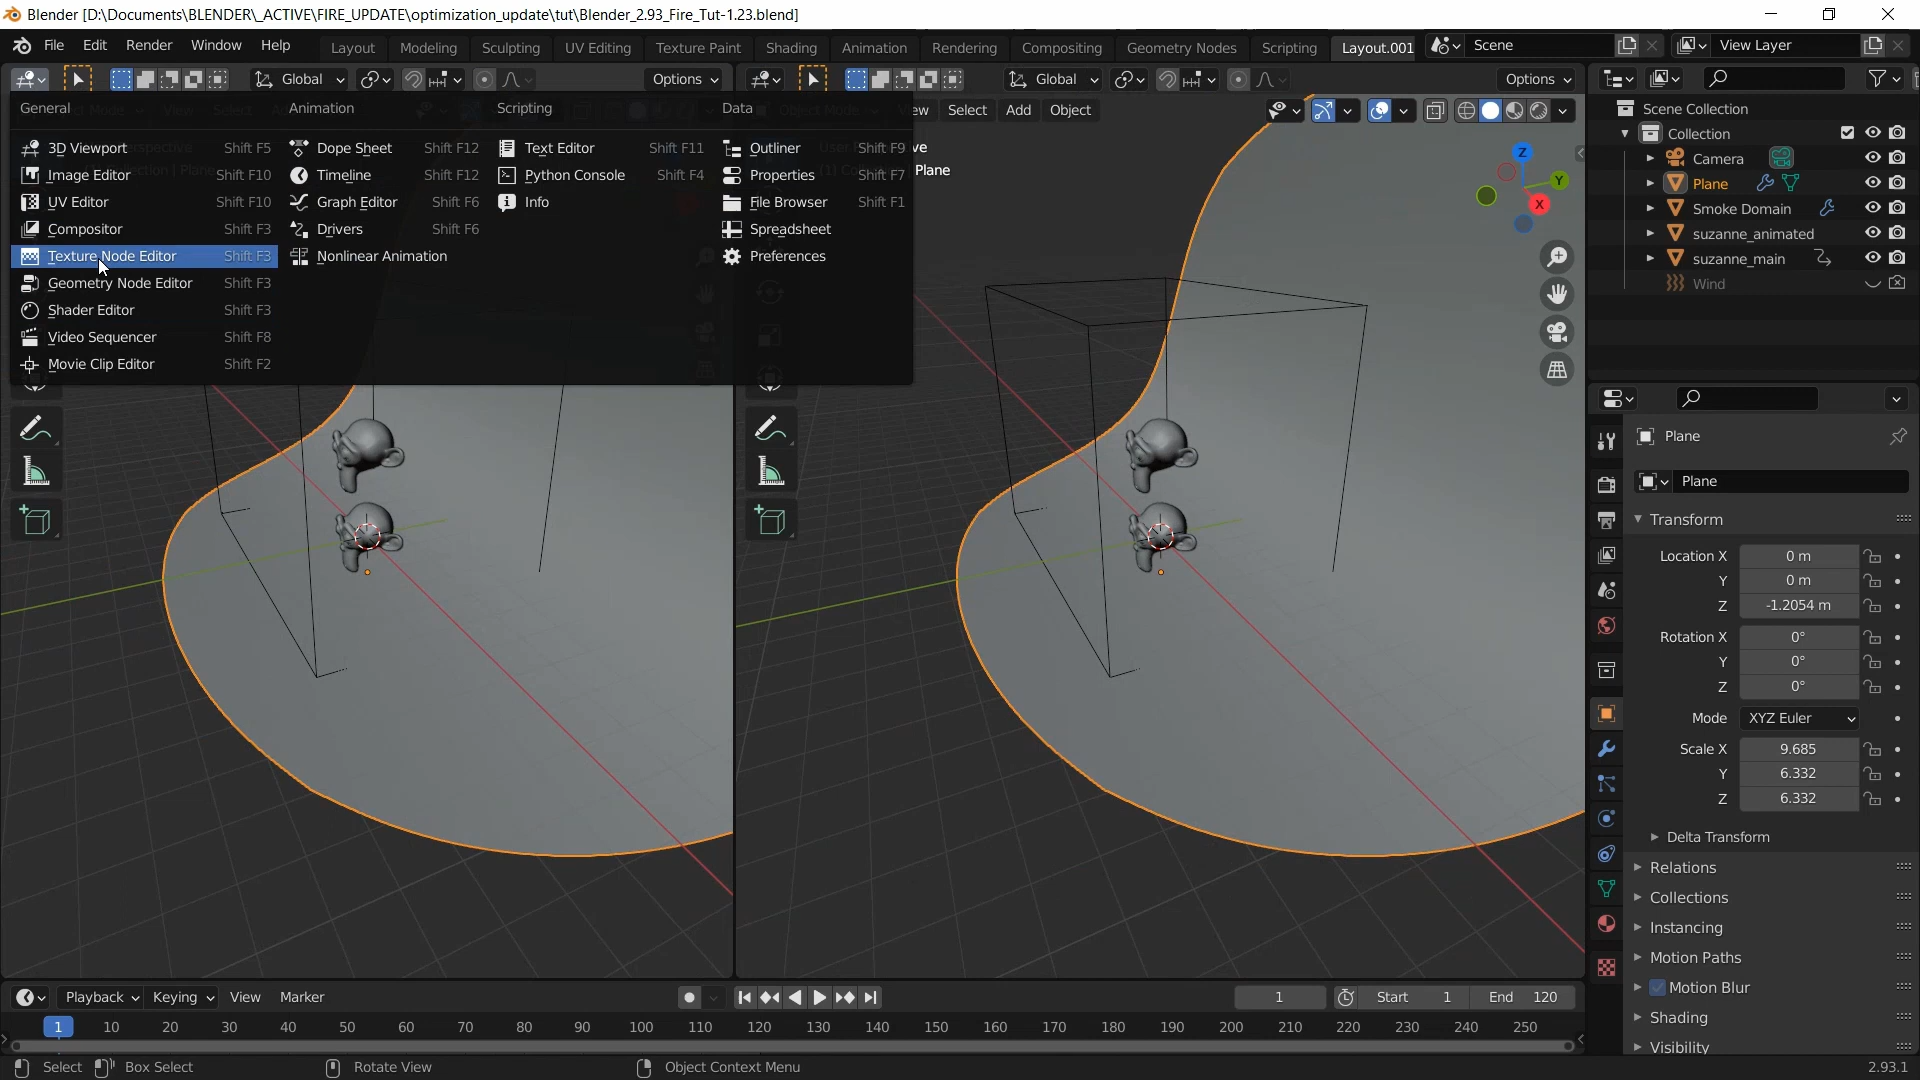 Blender [D:\Documents\BLENDER\_ACTIVE\FIRE_UPDATE\optimization_update\tut\Blender_2.93_Fire_Tut-1.23.blend]
File Edit Render Window Help Layout Modeling Sculpting UV Editing Texture Paint Shading Animation Rendering Compositing Geometry Nodes Scripting Layout.001 Scene View Layer
Global Options Global Options
General Animation Scripting Data ew Select Add Object
3D Viewport Shift F5 Dope Sheet Shift F12 Text Editor Shift F11 Outliner Shift F9 ve
Image Editor Shift F10 Timeline Shift F12 Python Console Shift F4 Properties Shift F7 Plane
UV Editor Shift F10 Graph Editor Shift F6 Info File Browser Shift F1
Compositor Shift F3 Drivers Shift F6 Spreadsheet
Texture Node Editor Shift F3 Nonlinear Animation Preferences
Geometry Node Editor Shift F3
Shader Editor Shift F3
Video Sequencer Shift F8
Movie Clip Editor Shift F2
Z
Y
X
Scene Collection
Collection
Camera
Plane
Smoke Domain
suzanne_animated
suzanne_main
Wind
Plane
Plane
Transform
Location X 0 m
Y 0 m
Z -1.2054 m
Rotation X 0°
Y 0°
Z 0°
Mode XYZ Euler
Scale X 9.685
Y 6.332
Z 6.332
Delta Transform
Relations
Collections
Instancing
Motion Paths
Motion Blur
Shading
Visibility
Playback Keying View Marker 1 Start 1 End 120
1 10 20 30 40 50 60 70 80 90 100 110 120 130 140 150 160 170 180 190 200 210 220 230 240 250
Select Box Select Rotate View Object Context Menu 2.93.1